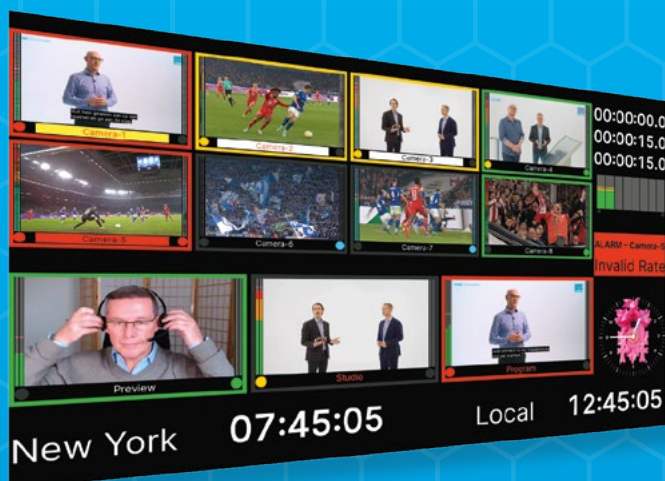 Camera-1
Camera-2
Camera-3
Camera-4
00:00:00.0
00:00:15.0
00:00:15.0
Camera-5
Camera-6
Camera-7
Camera-8
ALARM - Camera-5
Invalid Rate
Preview
Studio
Program
New York
07:45:05
Local
12:45:05